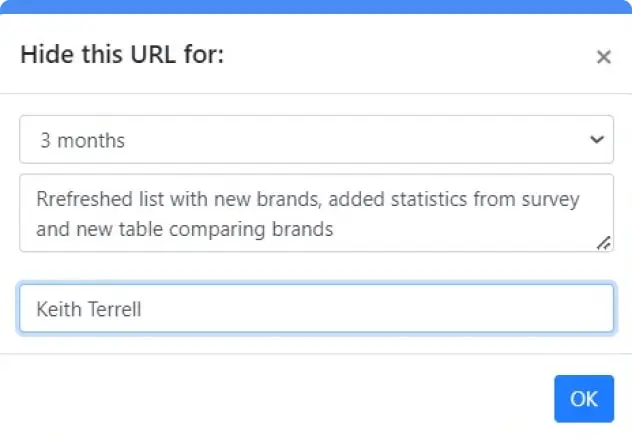 Hide this URL for:
×
3 months
Rrefreshed list with new brands, added statistics from survey
and new table comparing brands
Keith Terrell
OK